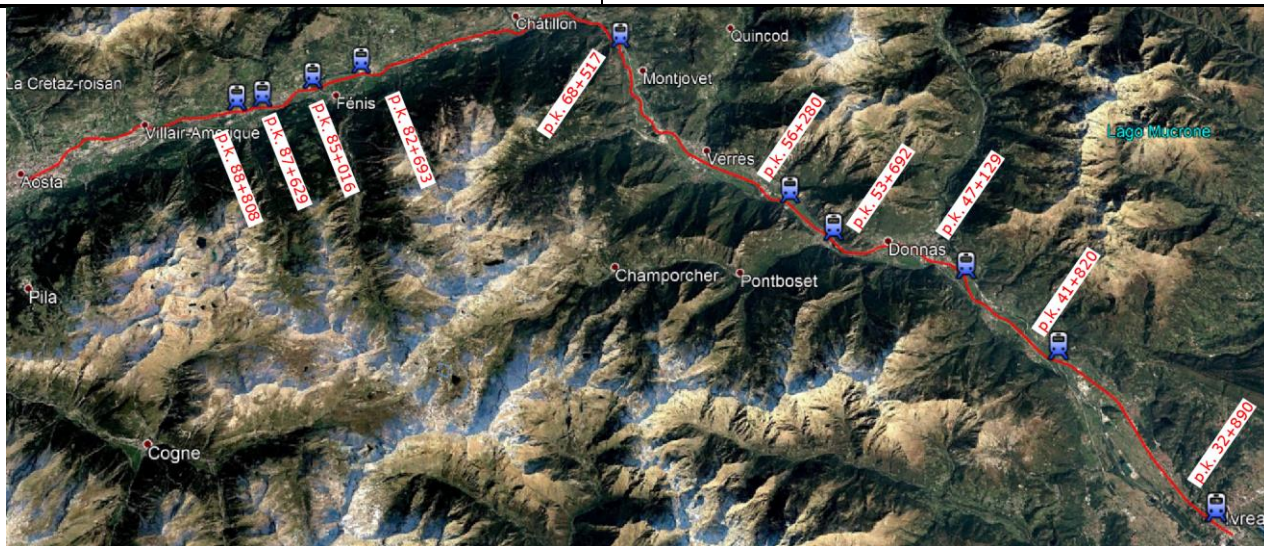 Châtillon
Quincod
La Cretaz-roisan
Montjovet
p.k. 68+517
Fénis
Villair-Amerique
p.k. 88+808
p.k. 87+629
p.k. 85+016
p.k. 82+693
Lago Mucrone
Verres
p.k. 56+280
Aosta
p.k. 53+692
p.k. 47+129
Donnas
Champorcher
Pontboset
Pila
p.k. 41+820
Cogne
p.k. 32+890
vrea